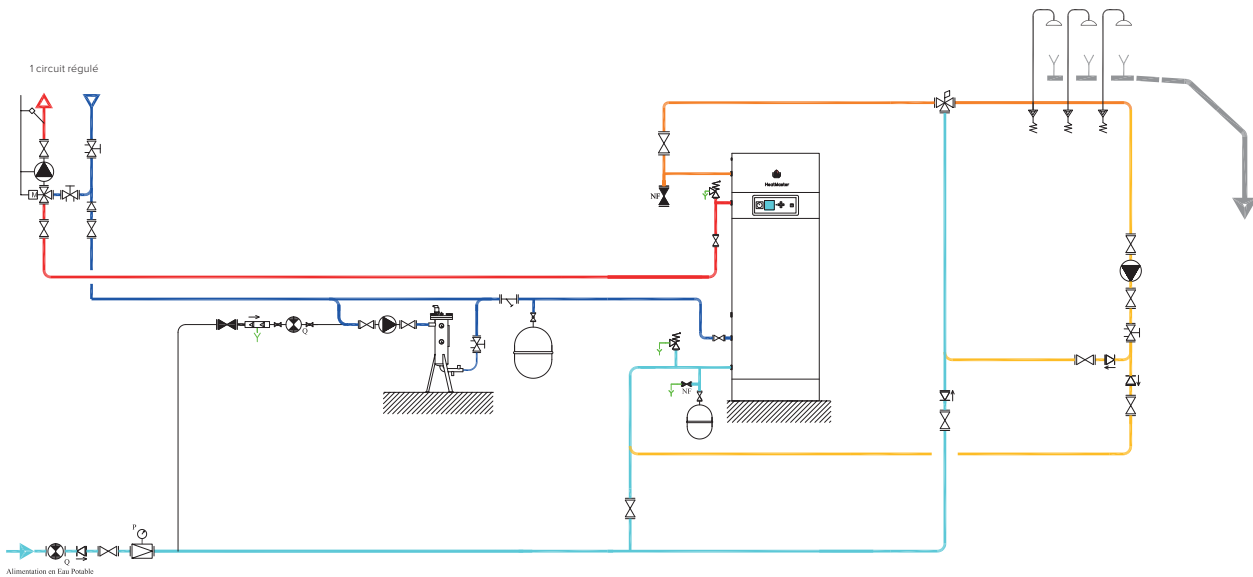 1 circuit régulé
M
NF
HeatMaster
Q
NF
P
Q
Alimentation en Eau Potable